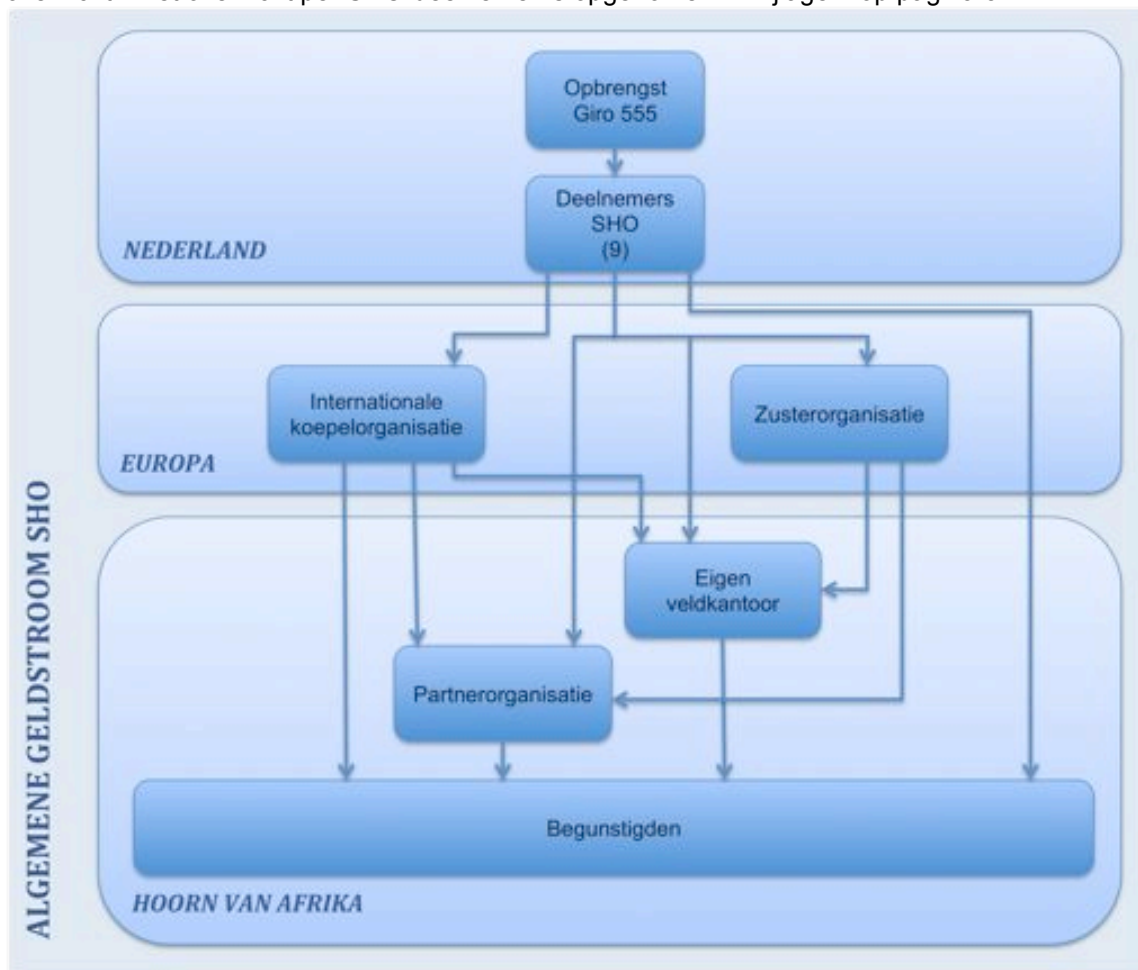 Opbrengst
Giro 555
Deelnemers
SHO
(9)
NEDERLAND
Internationale
koepelorganisatie
Zusterorganisatie
EUROPA
Eigen
veldkantoor
Partnerorganisatie
Begunstigden
HOORN VAN AFRIKA
ALGEMENE GELDSTROOM SHO